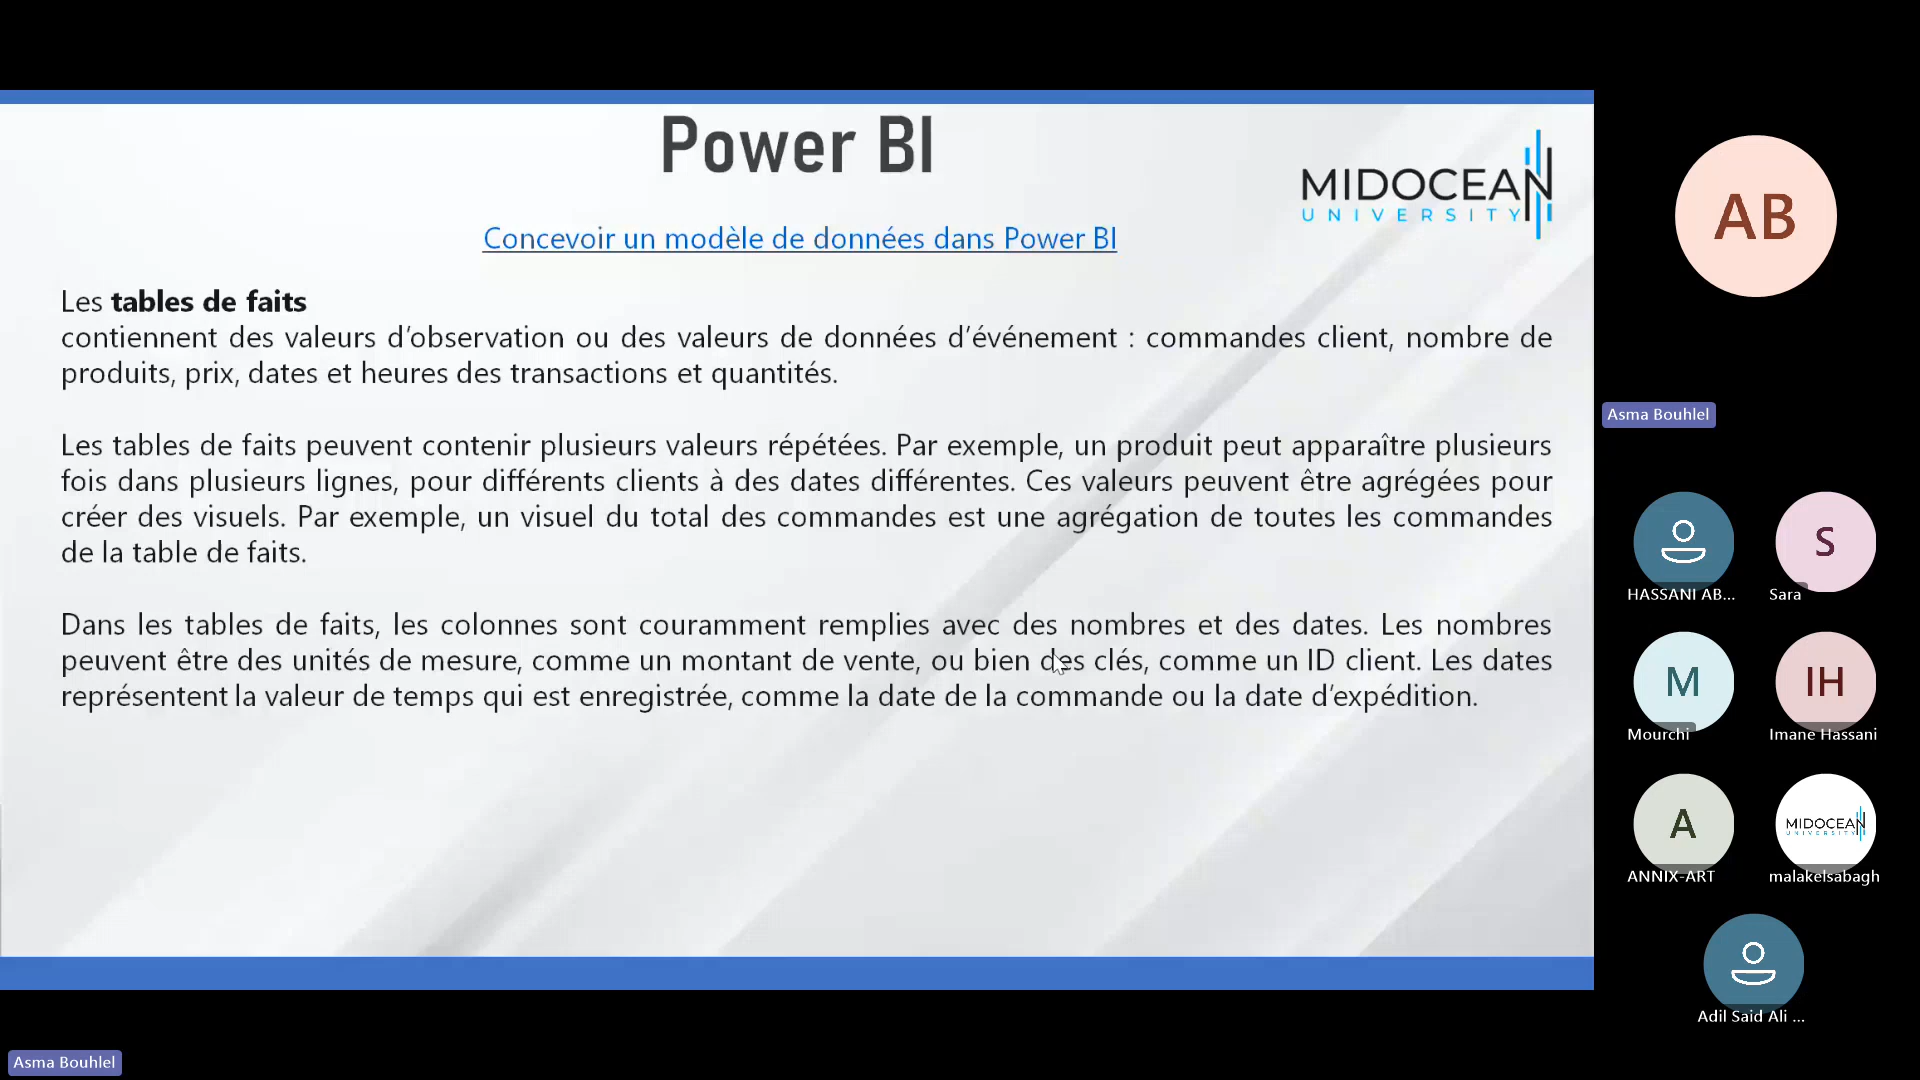 Power BI
MIDOCEAN
UNIVERSITY
Concevoir un modèle de données dans Power BI
Les tables de faits
contiennent des valeurs d’observation ou des valeurs de données d’événement : commandes client, nombre de
produits, prix, dates et heures des transactions et quantités.
Les tables de faits peuvent contenir plusieurs valeurs répétées. Par exemple, un produit peut apparaître plusieurs
fois dans plusieurs lignes, pour différents clients à des dates différentes. Ces valeurs peuvent être agrégées pour
créer des visuels. Par exemple, un visuel du total des commandes est une agrégation de toutes les commandes
de la table de faits.
Dans les tables de faits, les colonnes sont couramment remplies avec des nombres et des dates. Les nombres
peuvent être des unités de mesure, comme un montant de vente, ou bien des clés, comme un ID client. Les dates
représentent la valeur de temps qui est enregistrée, comme la date de la commande ou la date d’expédition.
AB
Asma Bouhlel
HASSANI AB...
S
Sara
M
Mourchi
IH
Imane Hassani
A
ANNIX-ART
MIDOCEAN
UNIVERSITY
malakelsabagh
Adil Said Ali ...
Asma Bouhlel